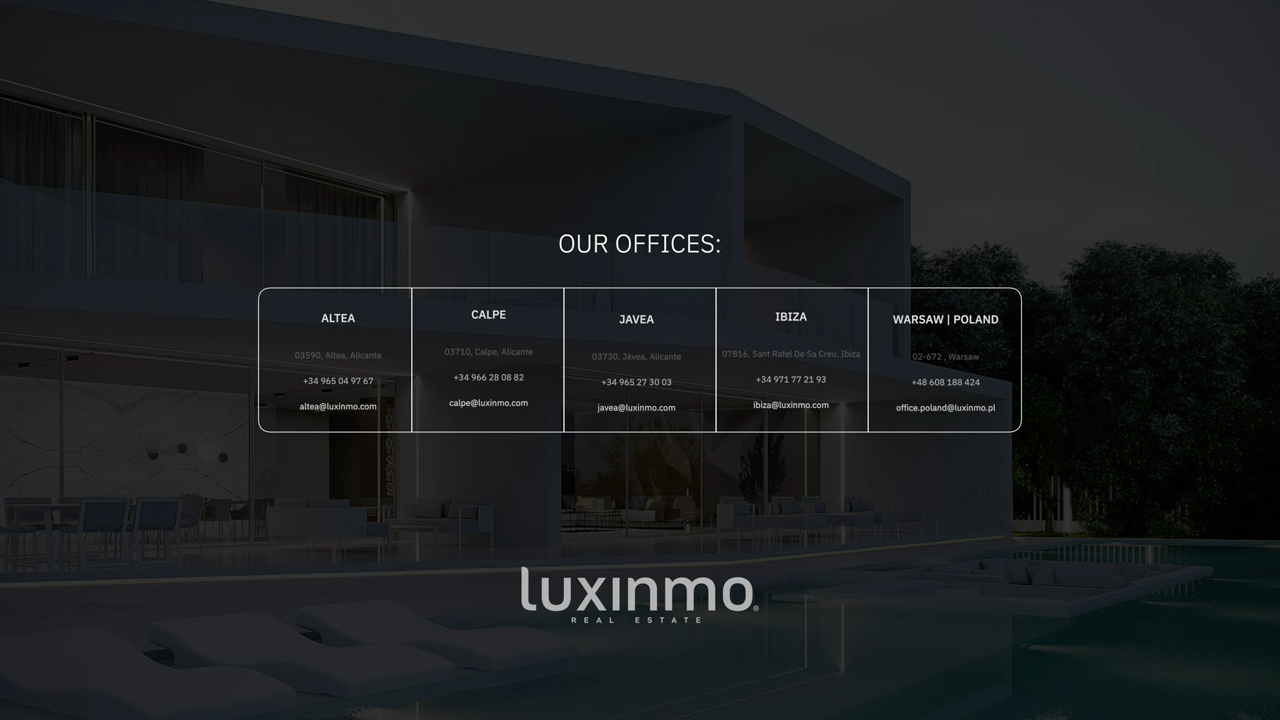 OUR OFFICES:
ALTEA
03590, Altea, Alicante
+34 965 04 97 67
altea@luxinmo.com
CALPE
03710, Calpe, Alicante
+34 966 28 08 82
calpe@luxinmo.com
JAVEA
03730, Jávea, Alicante
+34 965 27 30 03
javea@luxinmo.com
IBIZA
07816, Sant Rafel De Sa Creu, Ibiza
+34 971 77 21 93
ibiza@luxinmo.com
WARSAW | POLAND
02-672 , Warsaw
+48 608 188 424
office.poland@luxinmo.pl
luxinmo®
REAL ESTATE